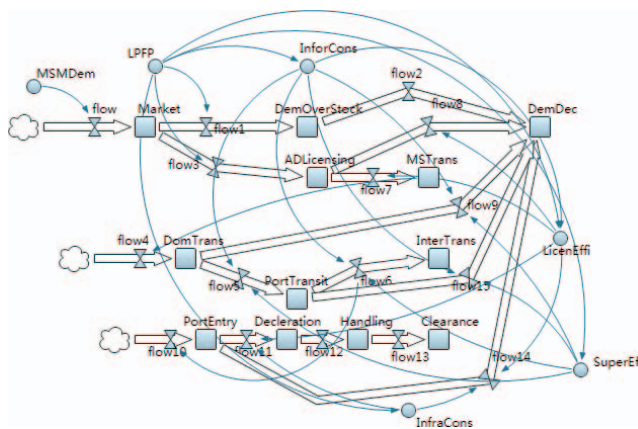 LPFP
InforCons
MSMDem
flow2
flow
Market
DemOverStock
flow8
DemDec
flow1
flow3
ADLicensing
MSTrans
flow7
flow9
flow4
DomTrans
InterTrans
LicenEffi
flow5
PortTransit
flow6
flow15
PortEntry
Decleration
Handling
Clearance
flow10
flow11
flow12
flow13
flow14
SuperEf
InfraCons